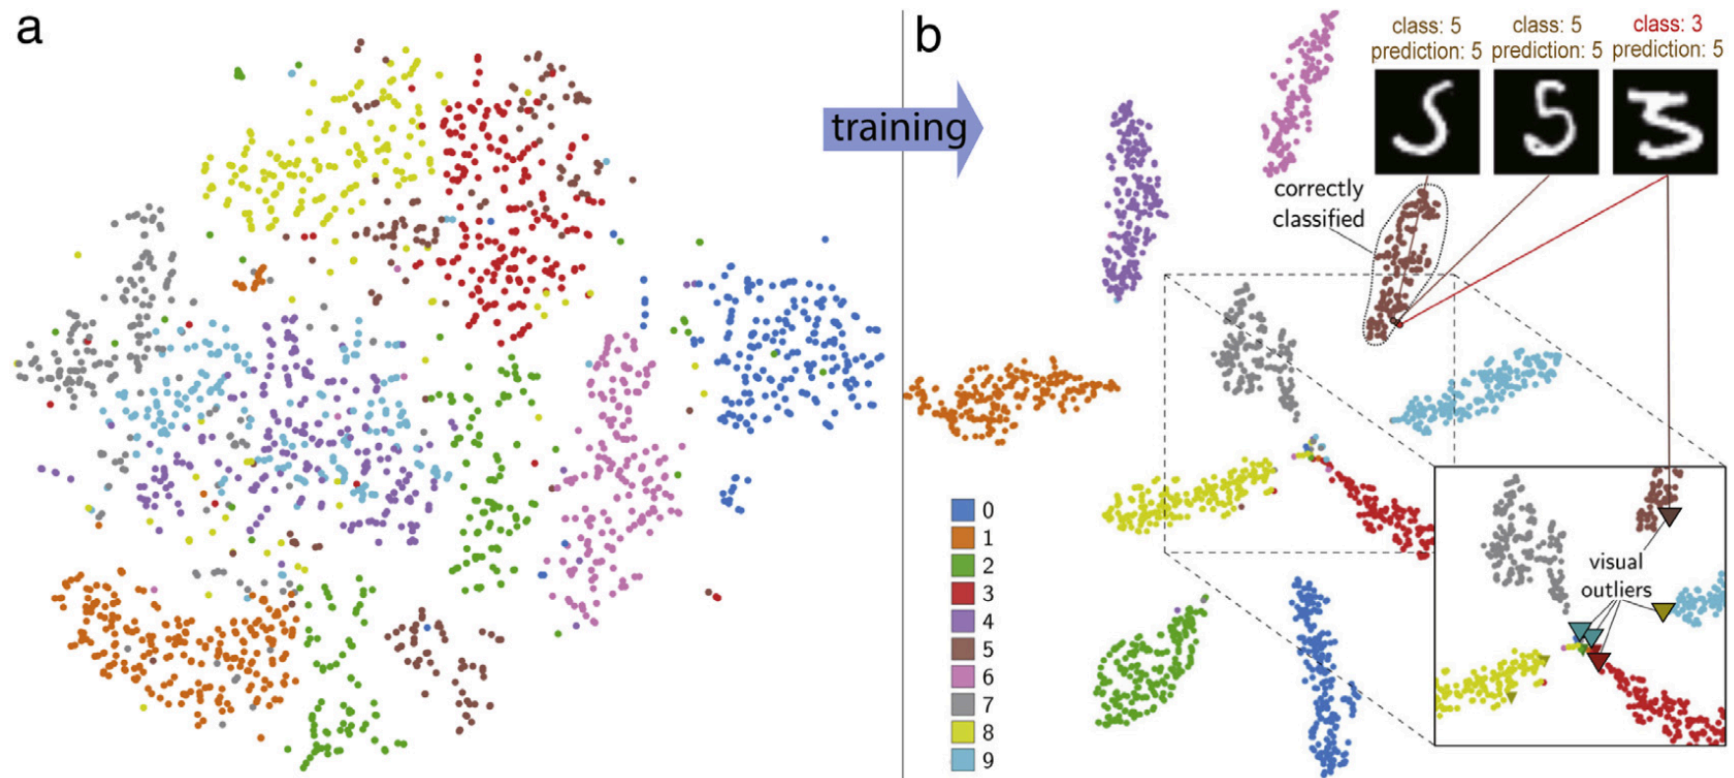 a
training
b
class: 5
prediction: 5
class: 5
prediction: 5
class: 3
prediction: 5
correctly
classified
0
1
2
3
4
5
6
7
8
9
visual
outliers